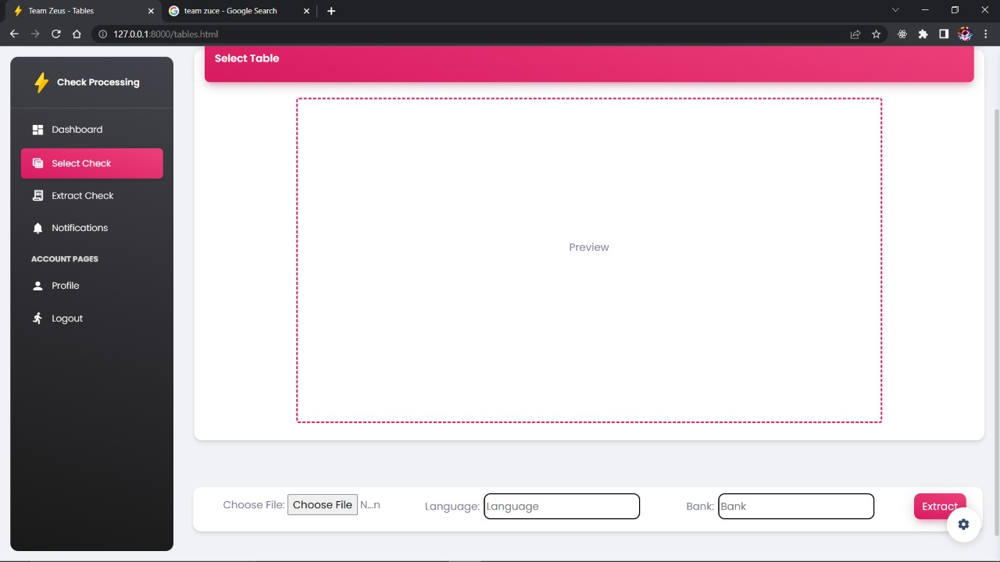 Team Zeus - Tables
team zuce - Google Search
127.0.0.1:8000/tables.html
Check Processing
Dashboard
Select Check
Extract Check
Notifications
ACCOUNT PAGES
Profile
Logout
Select Table
Preview
Choose File: Choose File N...n
Language: Language
Bank: Bank
Extract